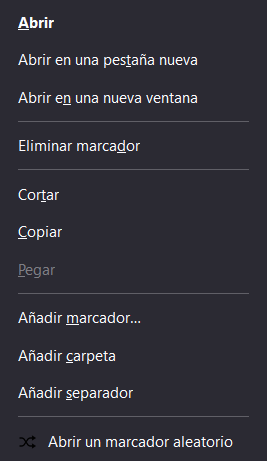 Abrir
Abrir en una pestaña nueva
Abrir en una nueva ventana
Eliminar marcador
Cortar
Copiar
Pegar
Añadir marcador...
Añadir carpeta
Añadir separador
Abrir un marcador aleatorio